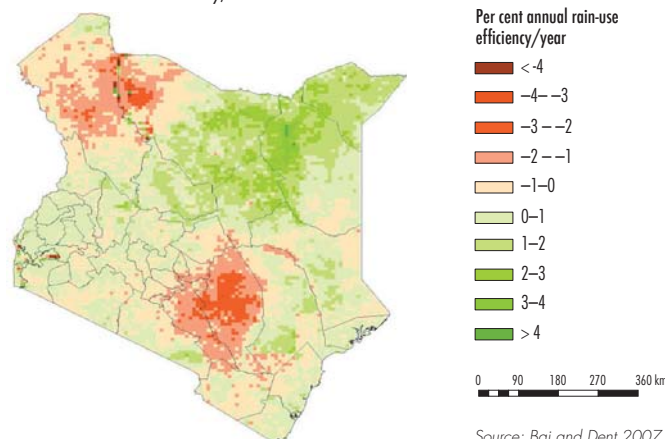 Per cent annual rain-use
efficiency/year
< -4
–4– –3
–3 – –2
–2 – –1
–1–0
0–1
1–2
2–3
3–4
> 4
0 90 180 270 360 km
Source: Bai and Dent 2007